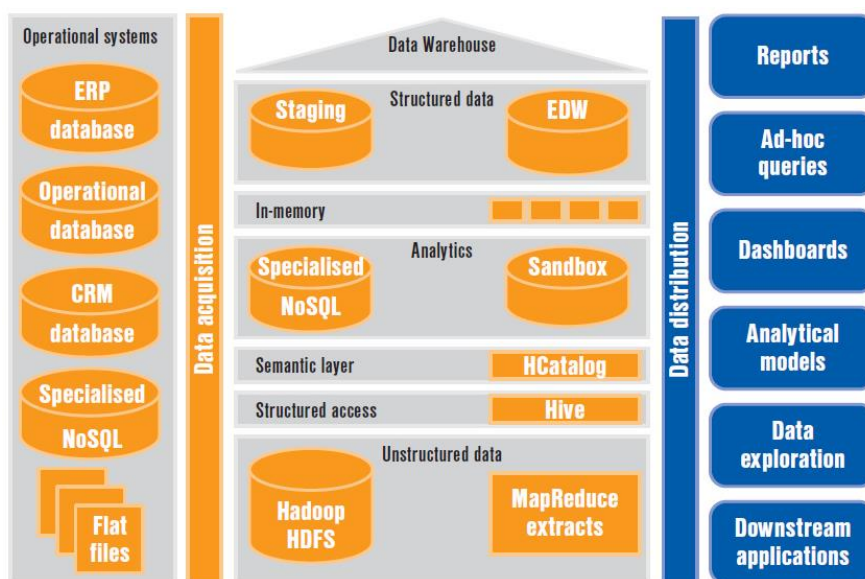 Operational systems
ERP
database
Operational
database
CRM
database
Specialised
NoSQL
Flat
files
Data acquisition
Data Warehouse
Structured data
Staging
EDW
In-memory
Analytics
Specialised
NoSQL
Sandbox
Semantic layer
HCatalog
Structured access
Hive
Unstructured data
Hadoop
HDFS
MapReduce
extracts
Data distribution
Reports
Ad-hoc
queries
Dashboards
Analytical
models
Data
exploration
Downstream
applications